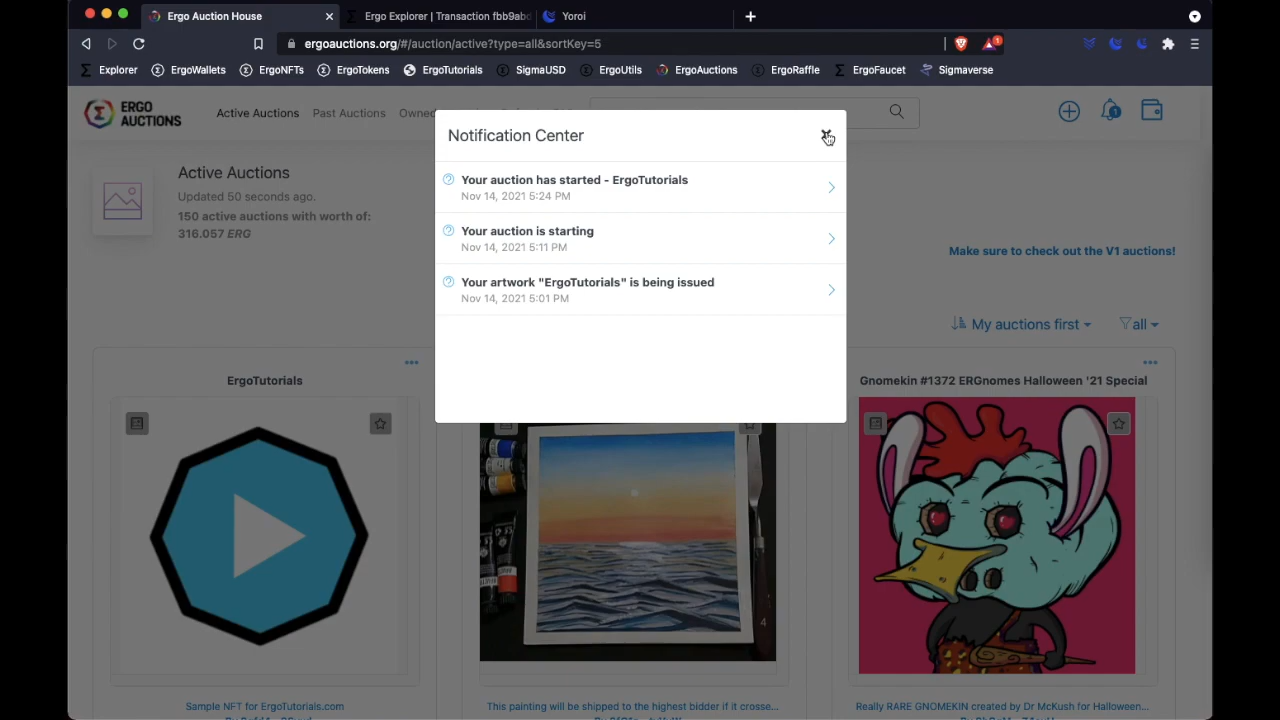 Ergo Auction House
Ergo Explorer | Transaction fbb9abd
Yoroi
ergoauctions.org/#/auction/active?type=all&sortKey=5
1
Explorer
ErgoWallets
ErgoNFTs
ErgoTokens
ErgoTutorials
SigmaUSD
ErgoUtils
ErgoAuctions
ErgoRaffle
ErgoFaucet
Sigmaverse
ERGO
AUCTIONS
Active Auctions
Past Auctions
Owned
1
Notification Center
Your auction has started - ErgoTutorials
Nov 14, 2021 5:24 PM
Your auction is starting
Nov 14, 2021 5:11 PM
Your artwork "ErgoTutorials" is being issued
Nov 14, 2021 5:01 PM
Active Auctions
Updated 50 seconds ago.
150 active auctions with worth of:
316.057 ERG
Make sure to check out the V1 auctions!
My auctions first
all
ErgoTutorials
Gnomekin #1372 ERGnomes Halloween '21 Special
4
Sample NFT for ErgoTutorials.com
This painting will be shipped to the highest bidder if it crosse...
Really RARE GNOMEKIN created by Dr McKush for Halloween...